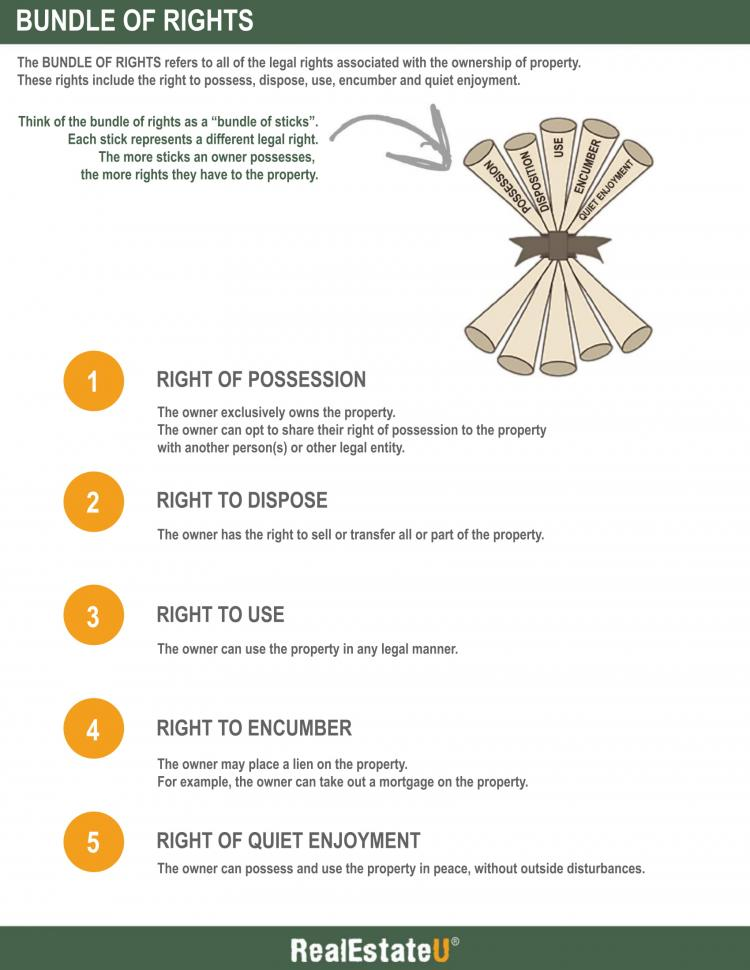 BUNDLE OF RIGHTS
The BUNDLE OF RIGHTS refers to all of the legal rights associated with the ownership of property.
These rights include the right to possess, dispose, use, encumber and quiet enjoyment.
Think of the bundle of rights as a “bundle of sticks”.
Each stick represents a different legal right.
The more sticks an owner possesses,
the more rights they have to the property.
POSSESSION
DISPOSITION
USE
ENCUMBER
QUIET ENJOYMENT
1
RIGHT OF POSSESSION
The owner exclusively owns the property.
The owner can opt to share their right of possession to the property
with another person(s) or other legal entity.
2
RIGHT TO DISPOSE
The owner has the right to sell or transfer all or part of the property.
3
RIGHT TO USE
The owner can use the property in any legal manner.
4
RIGHT TO ENCUMBER
The owner may place a lien on the property.
For example, the owner can take out a mortgage on the property.
5
RIGHT OF QUIET ENJOYMENT
The owner can possess and use the property in peace, without outside disturbances.
RealEstateU®